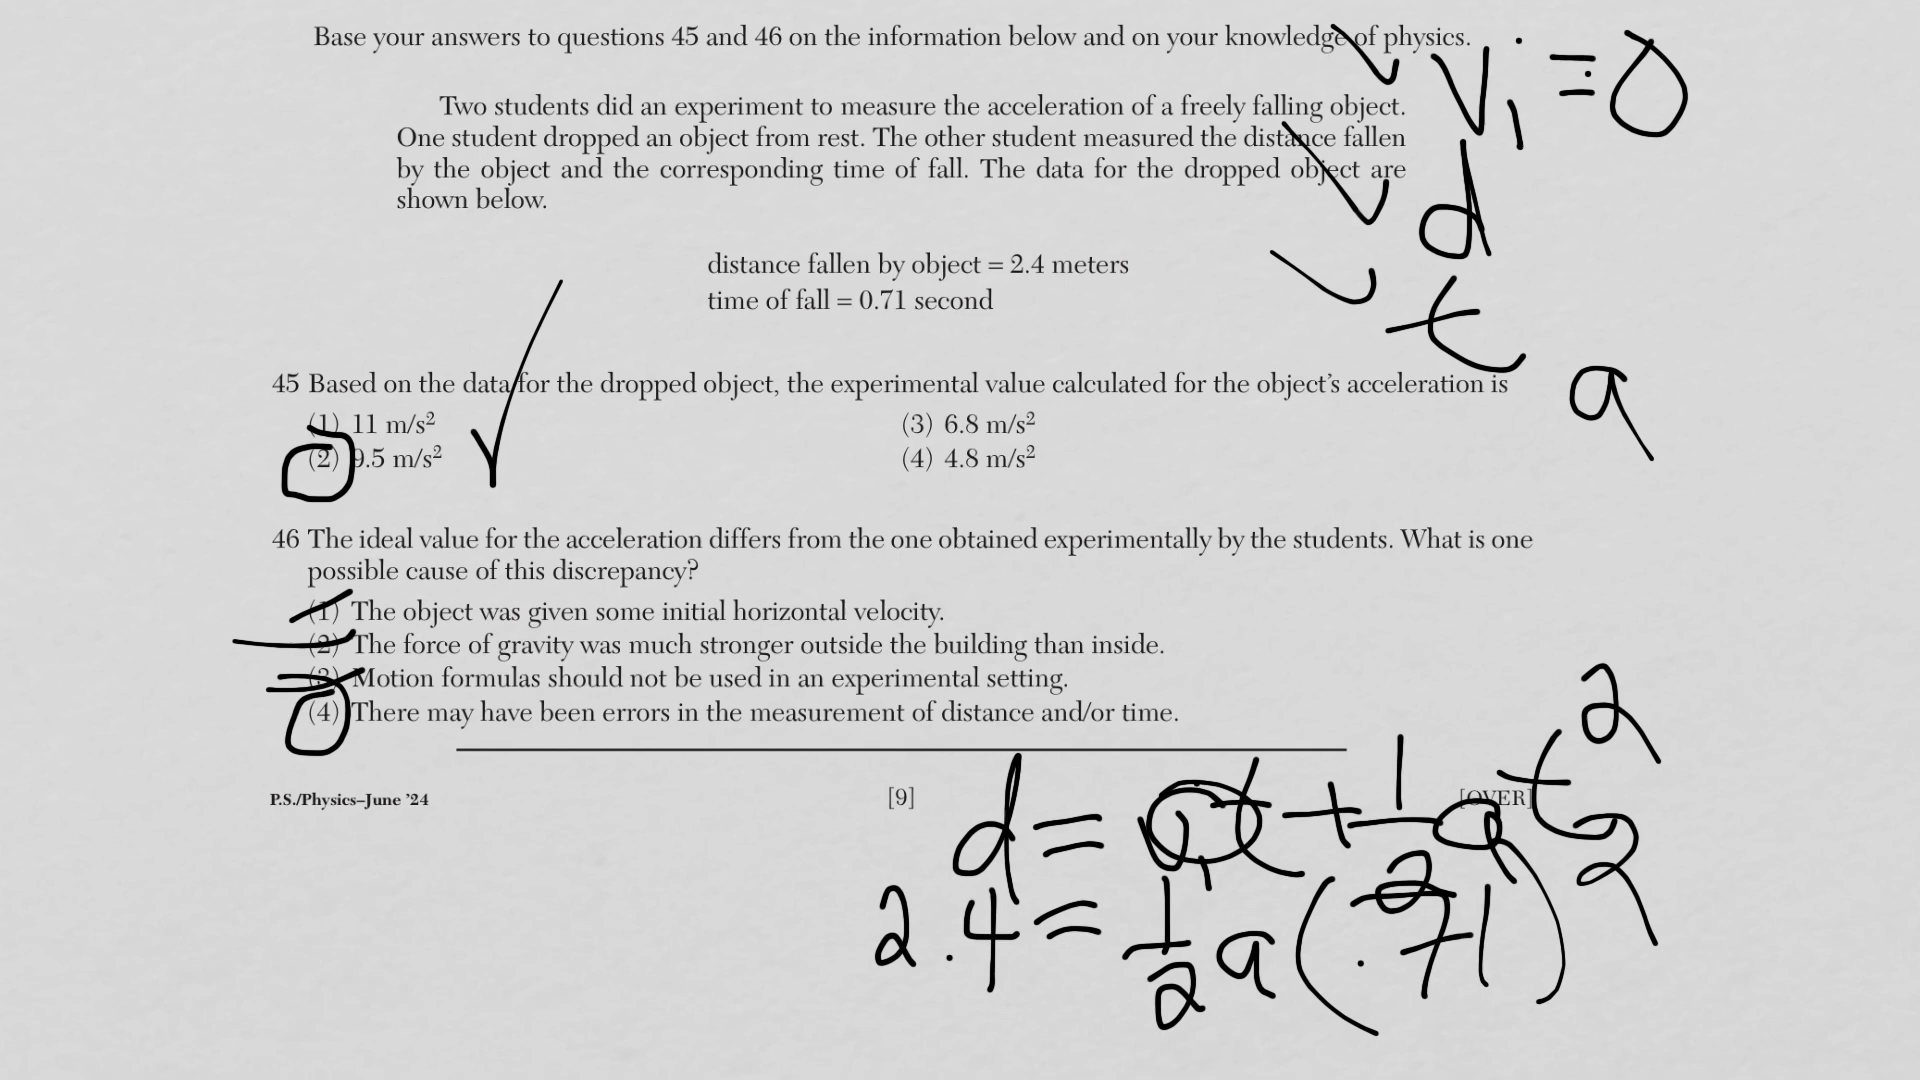 Base your answers to questions 45 and 46 on the information below and on your knowledge of physics.
Vi = 0
Two students did an experiment to measure the acceleration of a freely falling object.
One student dropped an object from rest. The other student measured the distance fallen
by the object and the corresponding time of fall. The data for the dropped object are
shown below.
d
distance fallen by object = 2.4 meters
time of fall = 0.71 second
t
a
45 Based on the data for the dropped object, the experimental value calculated for the object’s acceleration is
(1) 11 m/s²
(2) 9.5 m/s²
(3) 6.8 m/s²
(4) 4.8 m/s²
46 The ideal value for the acceleration differs from the one obtained experimentally by the students. What is one
possible cause of this discrepancy?
(1) The object was given some initial horizontal velocity.
(2) The force of gravity was much stronger outside the building than inside.
(3) Motion formulas should not be used in an experimental setting.
(4) There may have been errors in the measurement of distance and/or time.
P.S./Physics–June ’24
[9]
[OVER]
d = Vit + 1/2 at²
2.4 = 1/2 a(.71)²